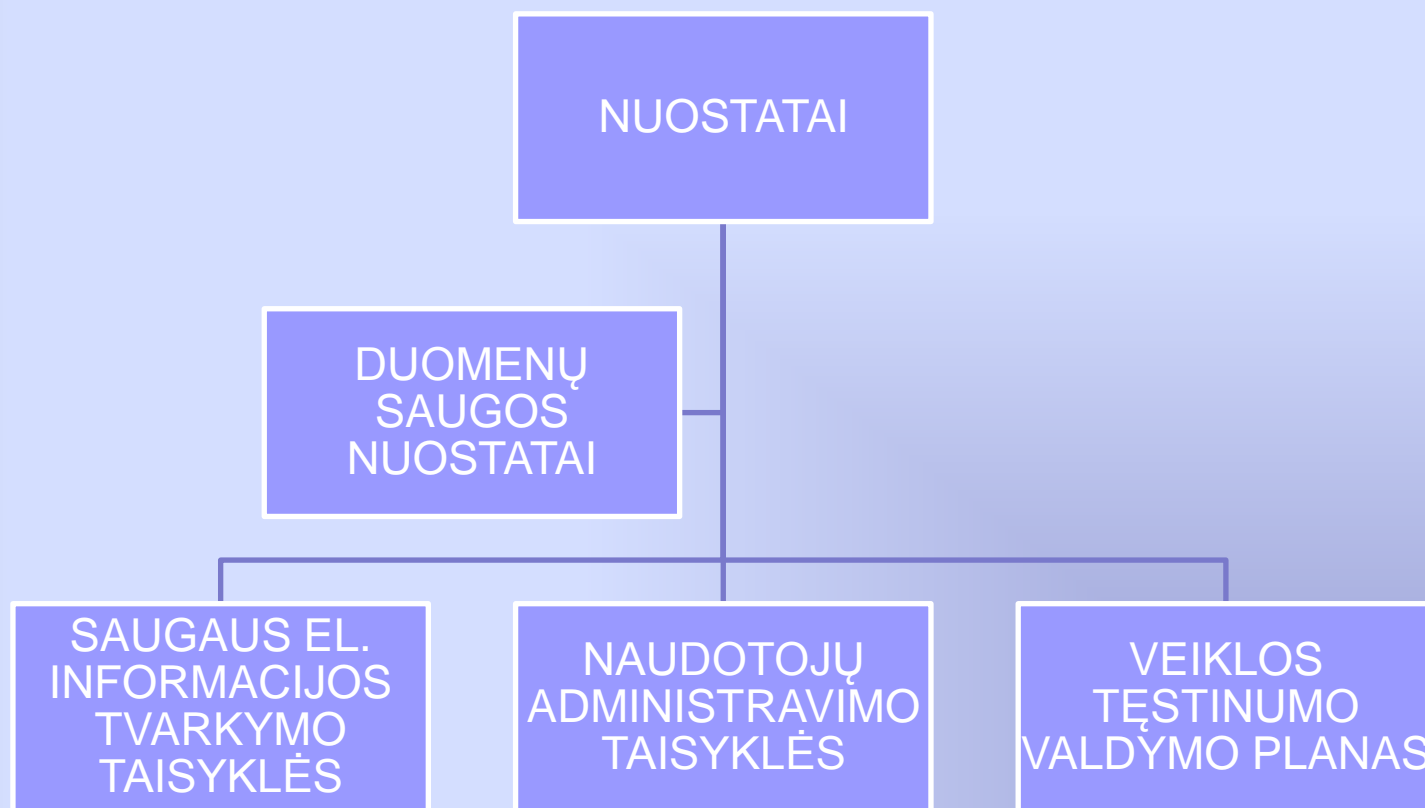 NUOSTATAI
DUOMENŲ
SAUGOS
NUOSTATAI
SAUGAUS EL.
INFORMACIJOS
TVARKYMO
TAISYKLĖS
NAUDOTOJŲ
ADMINISTRAVIMO
TAISYKLĖS
VEIKLOS
TĘSTINUMO
VALDYMO PLANAS